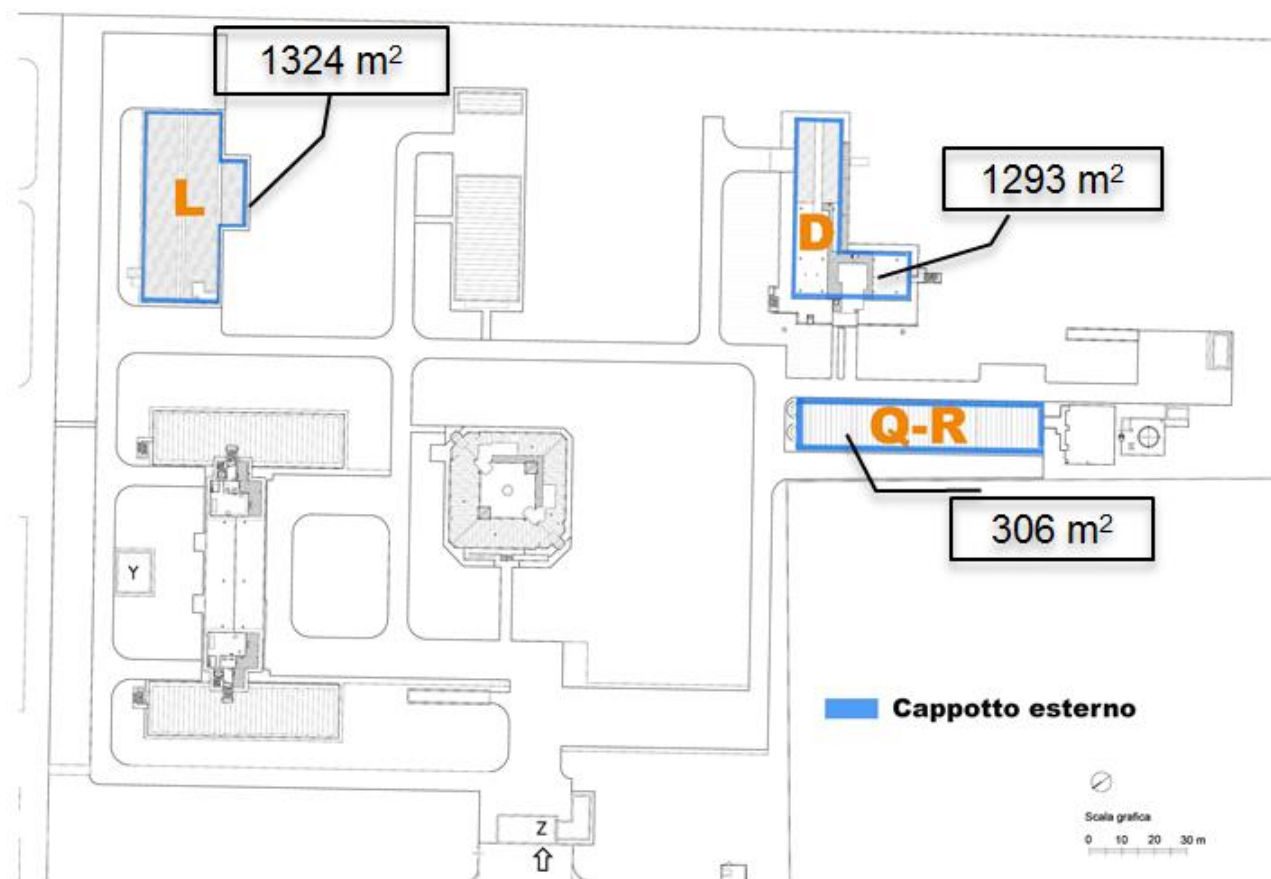 1324 m²
L
D
1293 m²
Q-R
306 m²
Y
Cappotto esterno
Z
Scala grafica
0 10 20 30 m